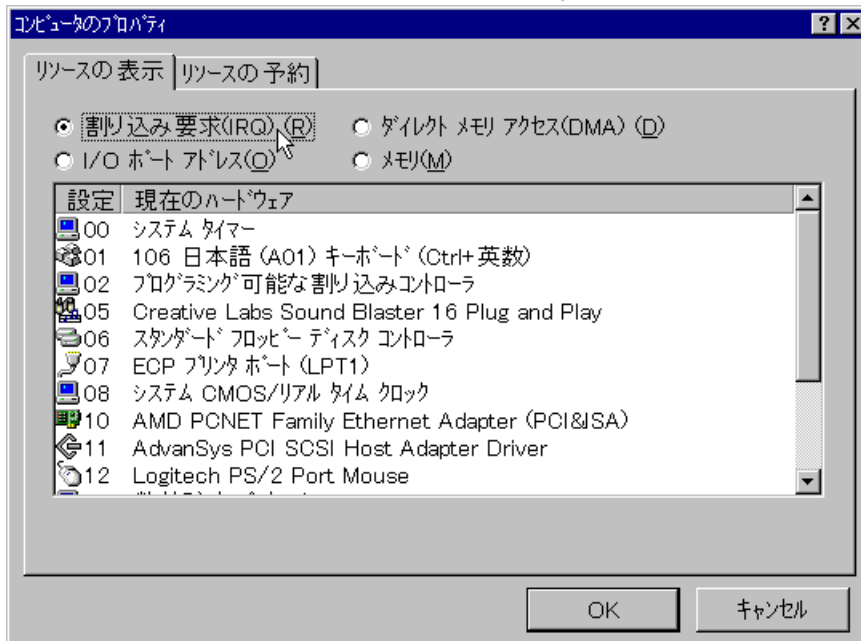 コンピュータのプロパティ
リソースの 表示 リソースの 予約
割り込み要求(IRQ) (R) ダイレクト メモリ アクセス(DMA) (D)
I/O ポート アドレス(O) メモリ(M)
設定 現在のハードウェア
00 システム タイマー
01 106 日本語 (A01) キーボード (Ctrl+英数)
02 プログラミング可能な割り込みコントローラ
05 Creative Labs Sound Blaster 16 Plug and Play
06 スタンダード フロッピー ディスク コントローラ
07 ECP プリンタ ポート (LPT1)
08 システム CMOS/リアル タイム クロック
10 AMD PCNET Family Ethernet Adapter (PCI&ISA)
11 AdvanSys PCI SCSI Host Adapter Driver
12 Logitech PS/2 Port Mouse
OK キャンセル